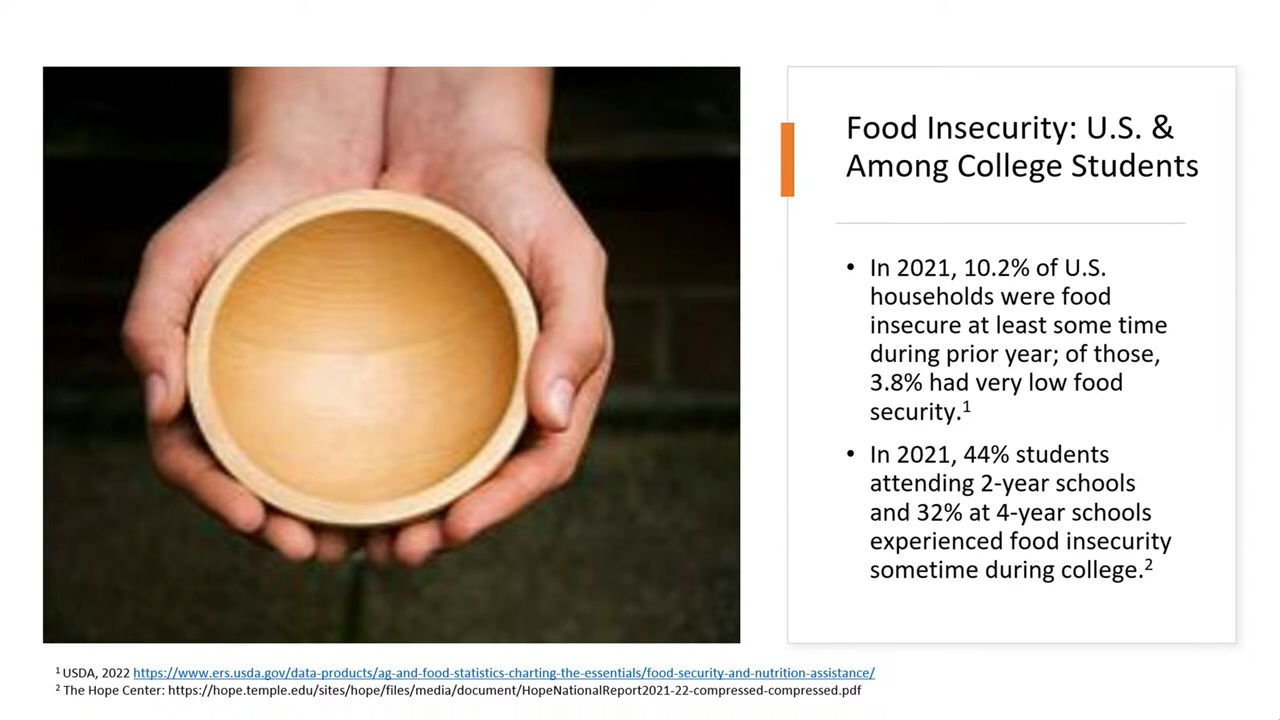 Food Insecurity: U.S. &
Among College Students
• In 2021, 10.2% of U.S.
households were food
insecure at least some time
during prior year; of those,
3.8% had very low food
security.¹
• In 2021, 44% students
attending 2-year schools
and 32% at 4-year schools
experienced food insecurity
sometime during college.²
¹ USDA, 2022 https://www.ers.usda.gov/data-products/ag-and-food-statistics-charting-the-essentials/food-security-and-nutrition-assistance/
² The Hope Center: https://hope.temple.edu/sites/hope/files/media/document/HopeNationalReport2021-22-compressed-compressed.pdf